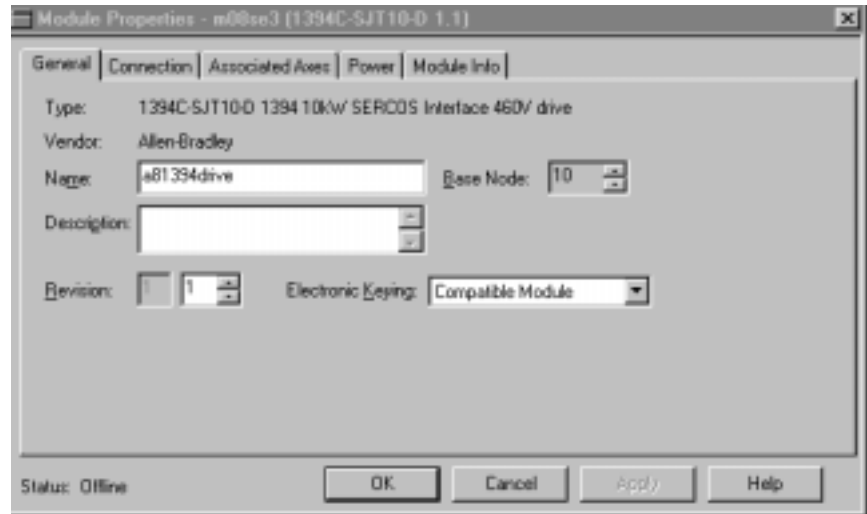 Module Properties - m08se3 (1394C-SJT10-D 1.1)
General Connection Associated Axes Power Module Info
Type: 1394C-SJT10-D 1394 10kW SERCOS Interface 460V drive
Vendor: Allen-Bradley
Name: a81394drive Base Node: 10
Description:
Revision: 1 1 Electronic Keying: Compatible Module
Status: Offline OK Cancel Apply Help